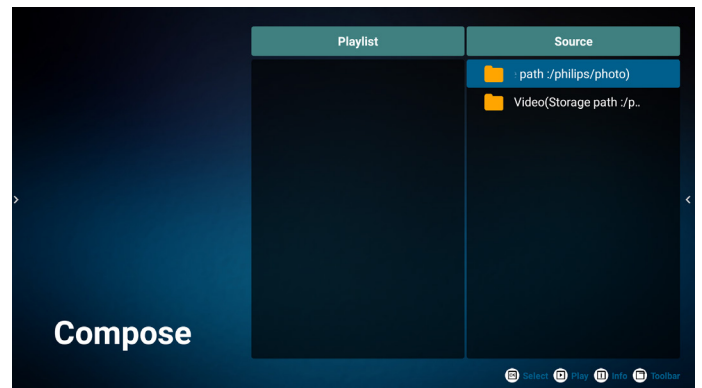 Playlist
Source
path :/philips/photo)
Video(Storage path :/p..
Compose
Select Play Info Toolbar